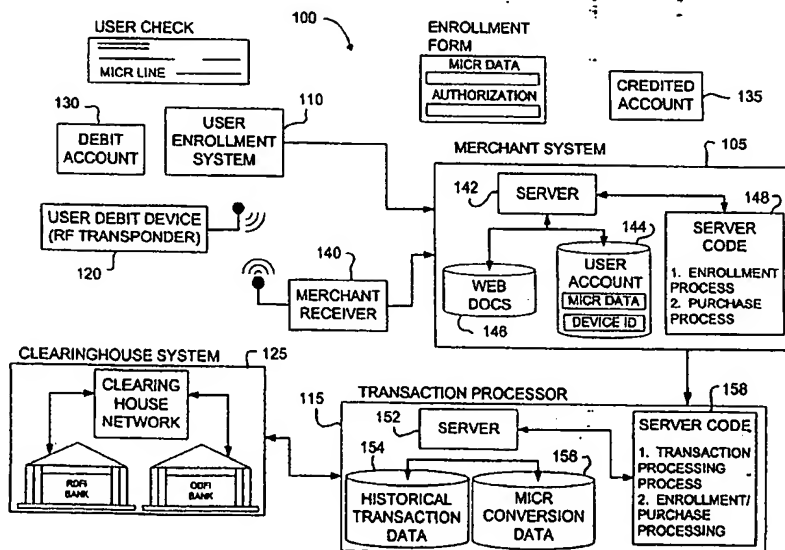 USER CHECK
MICR LINE
100
ENROLLMENT
FORM
MICR DATA
AUTHORIZATION
CREDITED
ACCOUNT
135
130
DEBIT
ACCOUNT
USER
ENROLLMENT
SYSTEM
110
MERCHANT SYSTEM
105
142
SERVER
148
SERVER
CODE
1. ENROLLMENT
PROCESS
2. PURCHASE
PROCESS
USER DEBIT DEVICE
(RF TRANSPONDER)
120
140
MERCHANT
RECEIVER
WEB
DOCS
146
144
USER
ACCOUNT
MICR DATA
DEVICE ID
CLEARINGHOUSE SYSTEM
125
CLEARING
HOUSE
NETWORK
RDFI
BANK
ODFI
BANK
TRANSACTION PROCESSOR
115
152
SERVER
154
HISTORICAL
TRANSACTION
DATA
156
MICR
CONVERSION
DATA
158
SERVER CODE
1. TRANSACTION
PROCESSING
PROCESS
2. ENROLLMENT/
PURCHASE
PROCESSING